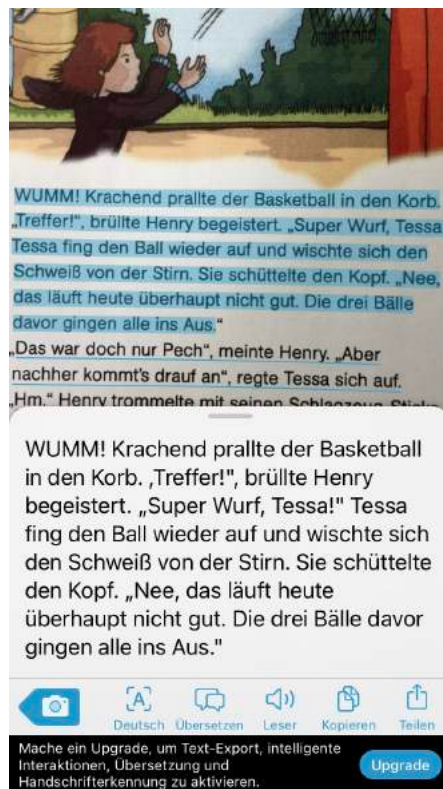 WUMM! Krachend prallte der Basketball in den Korb.
„Treffer!", brüllte Henry begeistert. „Super Wurf, Tessa
Tessa fing den Ball wieder auf und wischte sich den
Schweiß von der Stirn. Sie schüttelte den Kopf. „Nee,
das läuft heute überhaupt nicht gut. Die drei Bälle
davor gingen alle ins Aus."
„Das war doch nur Pech", meinte Henry. „Aber
nachher kommt's drauf an", regte Tessa sich auf.
„Hm." Henry trommelte mit seinen Schlagzeug-Sticks
WUMM! Krachend prallte der Basketball
in den Korb. ‚Treffer!", brüllte Henry
begeistert. „Super Wurf, Tessa!" Tessa
fing den Ball wieder auf und wischte sich
den Schweiß von der Stirn. Sie schüttelte
den Kopf. „Nee, das läuft heute
überhaupt nicht gut. Die drei Bälle davor
gingen alle ins Aus."
Deutsch Übersetzen Leser Kopieren Teilen
Mache ein Upgrade, um Text-Export, intelligente
Interaktionen, Übersetzung und
Handschrifterkennung zu aktivieren.
Upgrade